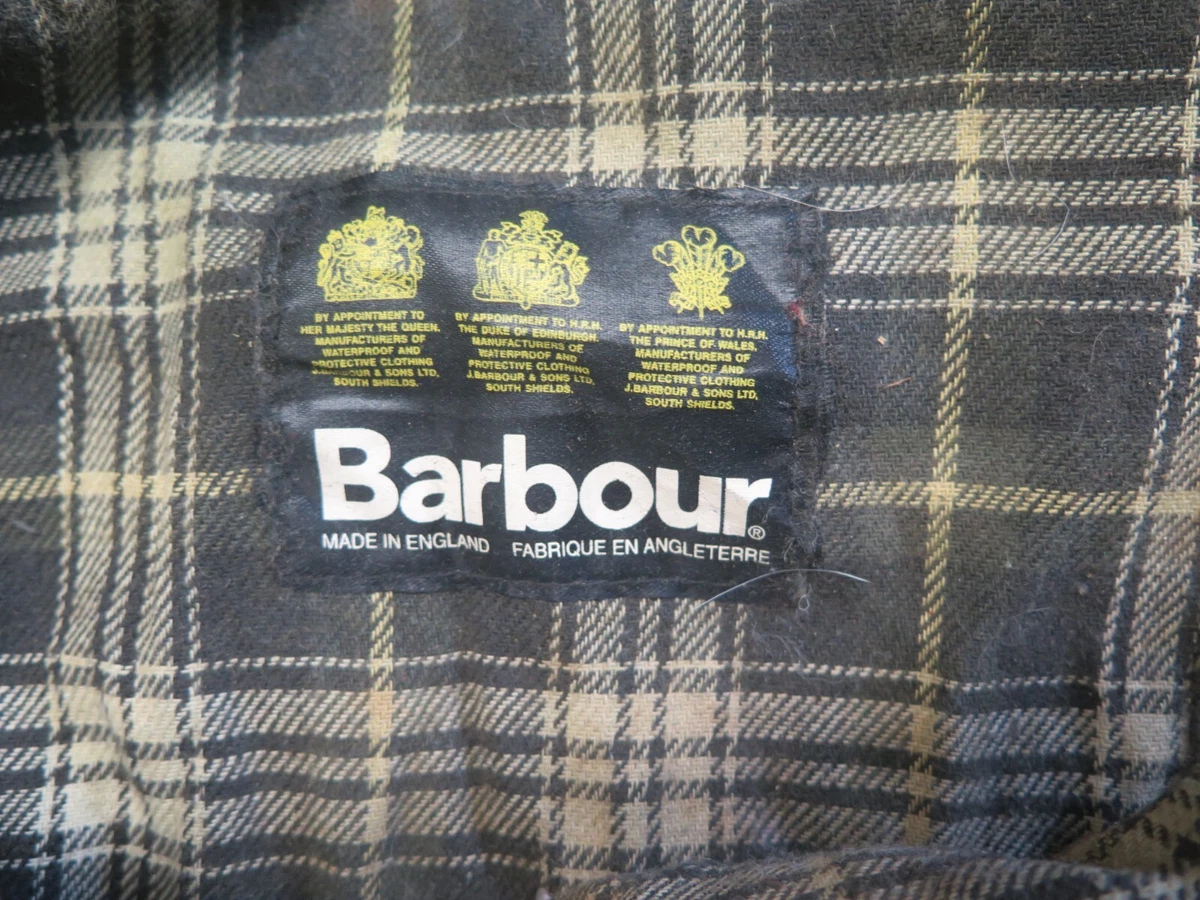 BY APPOINTMENT TO
HER MAJESTY THE QUEEN.
MANUFACTURERS OF
WATERPROOF AND
PROTECTIVE CLOTHING
J.BARBOUR & SONS LTD,
SOUTH SHIELDS.
BY APPOINTMENT TO H.R.H.
THE DUKE OF EDINBURGH.
MANUFACTURERS OF
WATERPROOF AND
PROTECTIVE CLOTHING
J.BARBOUR & SONS LTD,
SOUTH SHIELDS.
BY APPOINTMENT TO H.R.H.
THE PRINCE OF WALES.
MANUFACTURERS OF
WATERPROOF AND
PROTECTIVE CLOTHING
J.BARBOUR & SONS LTD,
SOUTH SHIELDS.
Barbour®
MADE IN ENGLAND FABRIQUE EN ANGLETERRE